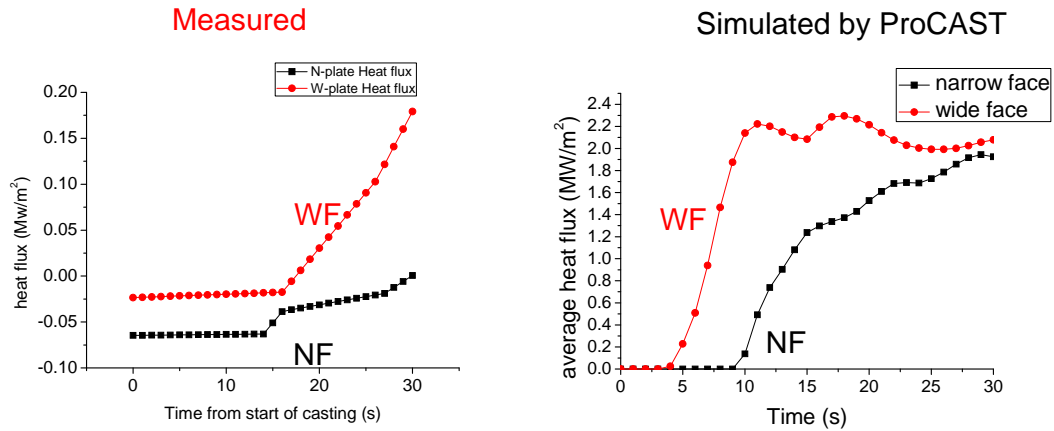 Measured
N-plate Heat flux
W-plate Heat flux
0.20
0.15
0.10
0.05
0.00
-0.05
-0.10
heat flux (Mw/m²)
WF
NF
0 10 20 30
Time from start of casting (s)
Simulated by ProCAST
narrow face
wide face
2.4
2.2
2.0
1.8
1.6
1.4
1.2
1.0
0.8
0.6
0.4
0.2
0.0
average heat flux (MW/m²)
WF
NF
0 5 10 15 20 25 30
Time (s)